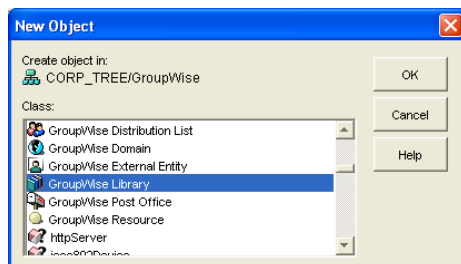 New Object
Create object in:
CORP_TREE/GroupWise
Class:
GroupWise Distribution List
GroupWise Domain
GroupWise External Entity
GroupWise Library
GroupWise Post Office
GroupWise Resource
httpServer
ieee802Device
OK
Cancel
Help